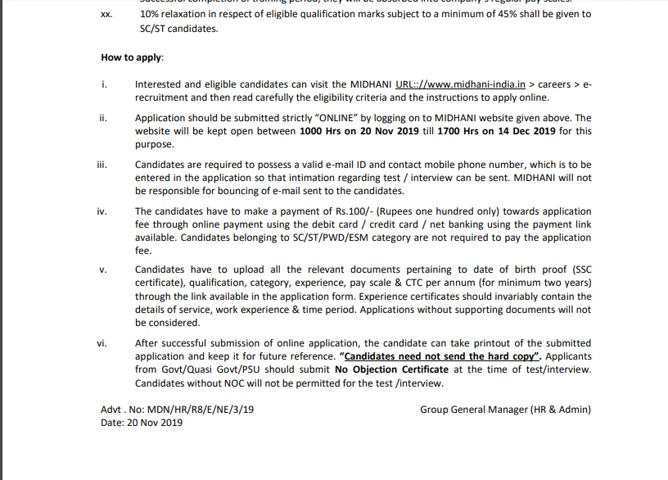 successful completion of training period, they will be absorbed into company's regular pay scales.
xx. 10% relaxation in respect of eligible qualification marks subject to a minimum of 45% shall be given to
SC/ST candidates.
How to apply:
i. Interested and eligible candidates can visit the MIDHANI URL:://www.midhani-india.in > careers > e-
recruitment and then read carefully the eligibility criteria and the instructions to apply online.
ii. Application should be submitted strictly “ONLINE” by logging on to MIDHANI website given above. The
website will be kept open between 1000 Hrs on 20 Nov 2019 till 1700 Hrs on 14 Dec 2019 for this
purpose.
iii. Candidates are required to possess a valid e-mail ID and contact mobile phone number, which is to be
entered in the application so that intimation regarding test / interview can be sent. MIDHANI will not
be responsible for bouncing of e-mail sent to the candidates.
iv. The candidates have to make a payment of Rs.100/- (Rupees one hundred only) towards application
fee through online payment using the debit card / credit card / net banking using the payment link
available. Candidates belonging to SC/ST/PWD/ESM category are not required to pay the application
fee.
v. Candidates have to upload all the relevant documents pertaining to date of birth proof (SSC
certificate), qualification, category, experience, pay scale & CTC per annum (for minimum two years)
through the link available in the application form. Experience certificates should invariably contain the
details of service, work experience & time period. Applications without supporting documents will not
be considered.
vi. After successful submission of online application, the candidate can take printout of the submitted
application and keep it for future reference. “Candidates need not send the hard copy”. Applicants
from Govt/Quasi Govt/PSU should submit No Objection Certificate at the time of test/interview.
Candidates without NOC will not be permitted for the test /interview.
Advt . No: MDN/HR/R8/E/NE/3/19 Group General Manager (HR & Admin)
Date: 20 Nov 2019